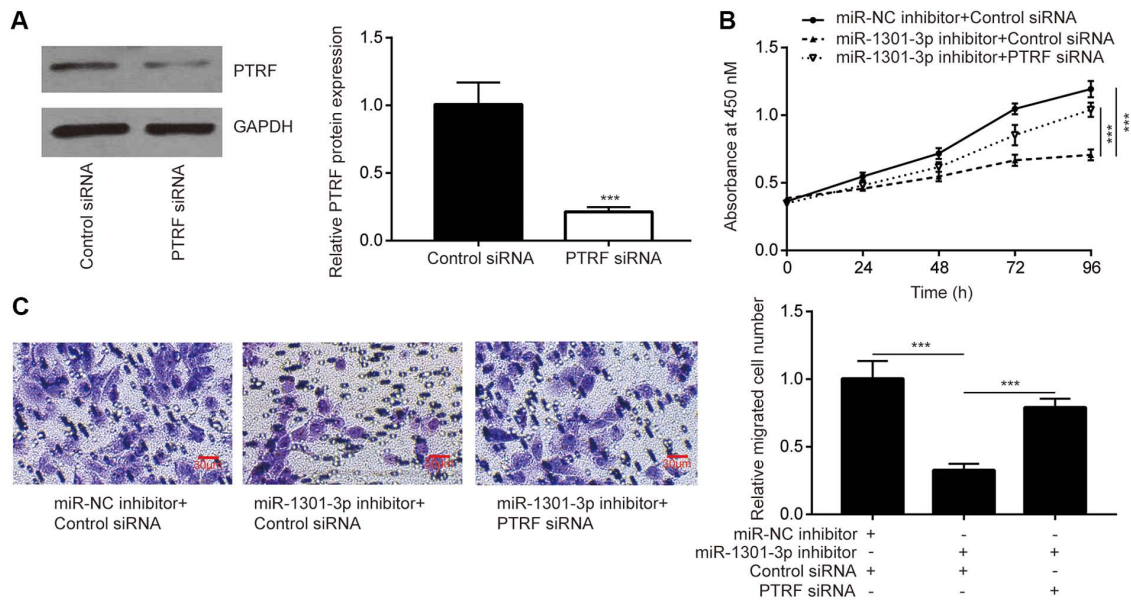 A
PTRF
GAPDH
Control siRNA
PTRF siRNA
Relative PTRF protein expression
1.5
1.0
0.5
0.0
***
Control siRNA
PTRF siRNA
B
miR-NC inhibitor+Control siRNA
miR-1301-3p inhibitor+Control siRNA
miR-1301-3p inhibitor+PTRF siRNA
Absorbance at 450 nM
1.5
1.0
0.5
0.0
0 24 48 72 96
Time (h)
***
***
C
30μm
30μm
30μm
miR-NC inhibitor+
Control siRNA
miR-1301-3p inhibitor+
Control siRNA
miR-1301-3p inhibitor+
PTRF siRNA
Relative migrated cell number
1.5
1.0
0.5
0.0
***
***
miR-NC inhibitor + - -
miR-1301-3p inhibitor - + +
Control siRNA + + -
PTRF siRNA - - +